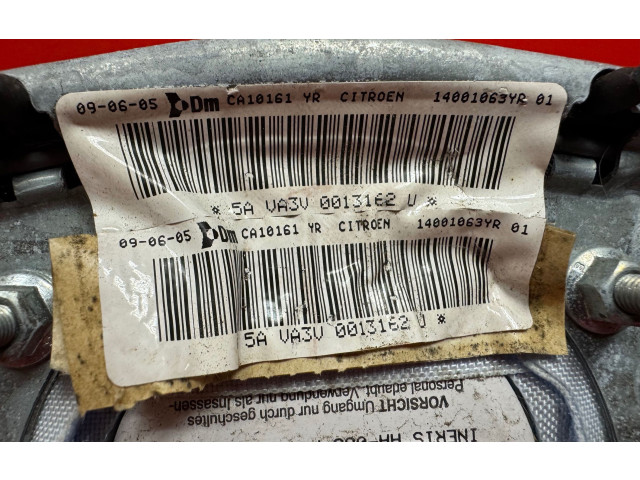 09-06-05 Dm CA10161 YR CITROEN 14001063YR 01
* 5A VA3V 0013162 U *
09-06-05 Dm CA10161 YR CITROEN 14001063YR 01
5A VA3V 0013162 U *
VORSICHT Umgang nur durch geschultes
Personal erlaubt. Verwendung nur als Insassen-
INERIS